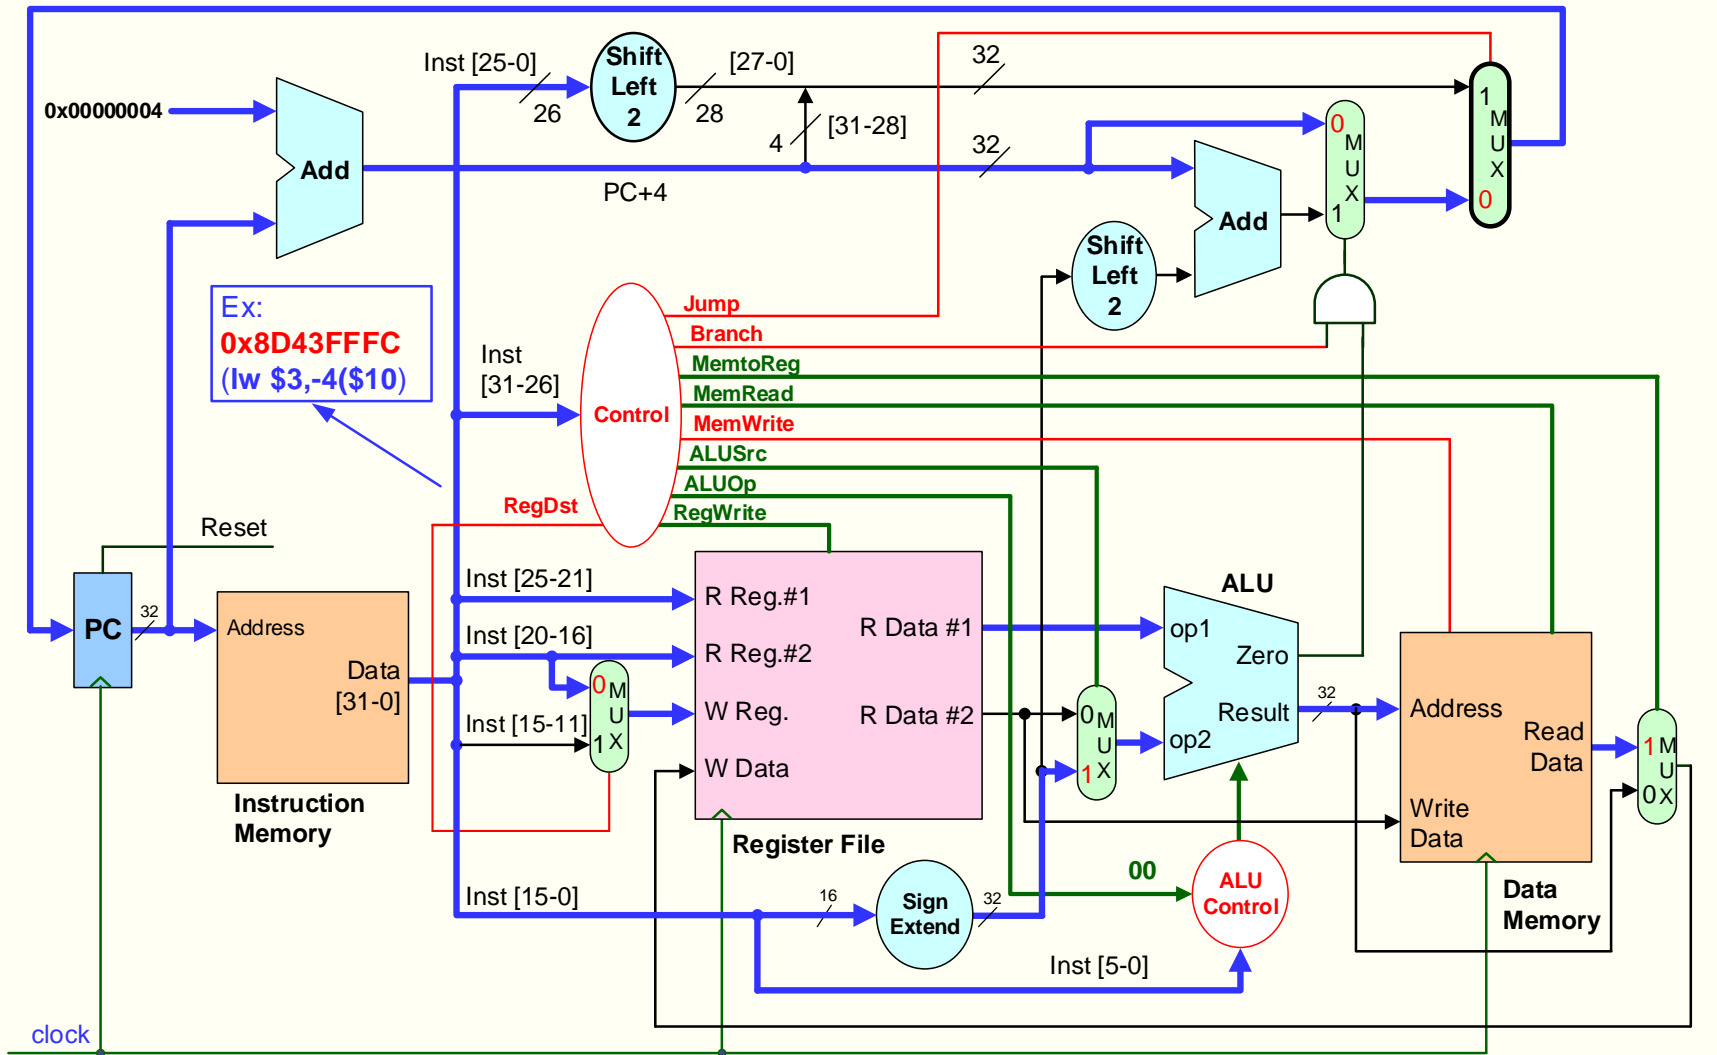 Inst [25-0]
26
Shift
Left
2
28
[27-0]
32
0x00000004
Add
4
[31-28]
32
PC+4
0
M
U
X
1
1
M
U
X
0
Add
Shift
Left
2
Ex:
0x8D43FFFC
(lw $3,-4($10)
Inst
[31-26]
Control
Jump
Branch
MemtoReg
MemRead
MemWrite
ALUSrc
ALUOp
RegWrite
RegDst
Reset
PC
32
Address
Data
[31-0]
Instruction
Memory
Inst [25-21]
Inst [20-16]
Inst [15-11]
0
M
U
1 X
R Reg.#1
R Reg.#2
W Reg.
W Data
R Data #1
R Data #2
Register File
0 M
U
1 X
ALU
op1
Zero
Result
op2
32
Address
Read
Data
Write
Data
Data
Memory
1 M
U
0 X
Inst [15-0]
16
Sign
Extend
32
00
ALU
Control
Inst [5-0]
clock